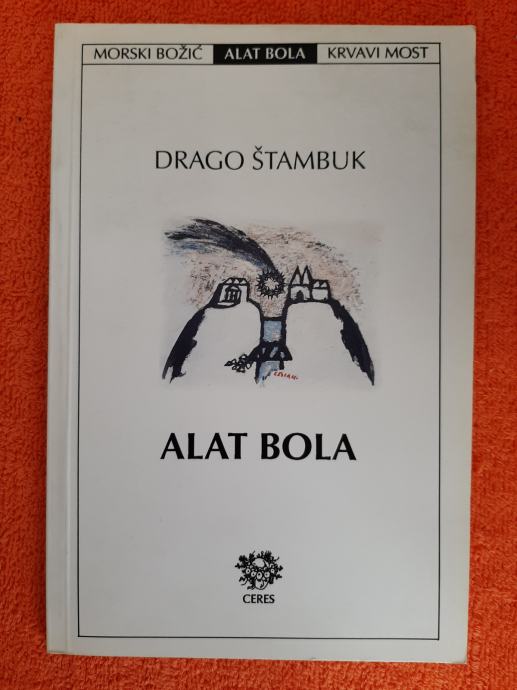 MORSKI BOŽIĆ ALAT BOLA KRVAVI MOST
DRAGO ŠTAMBUK
ALAT BOLA
CERES